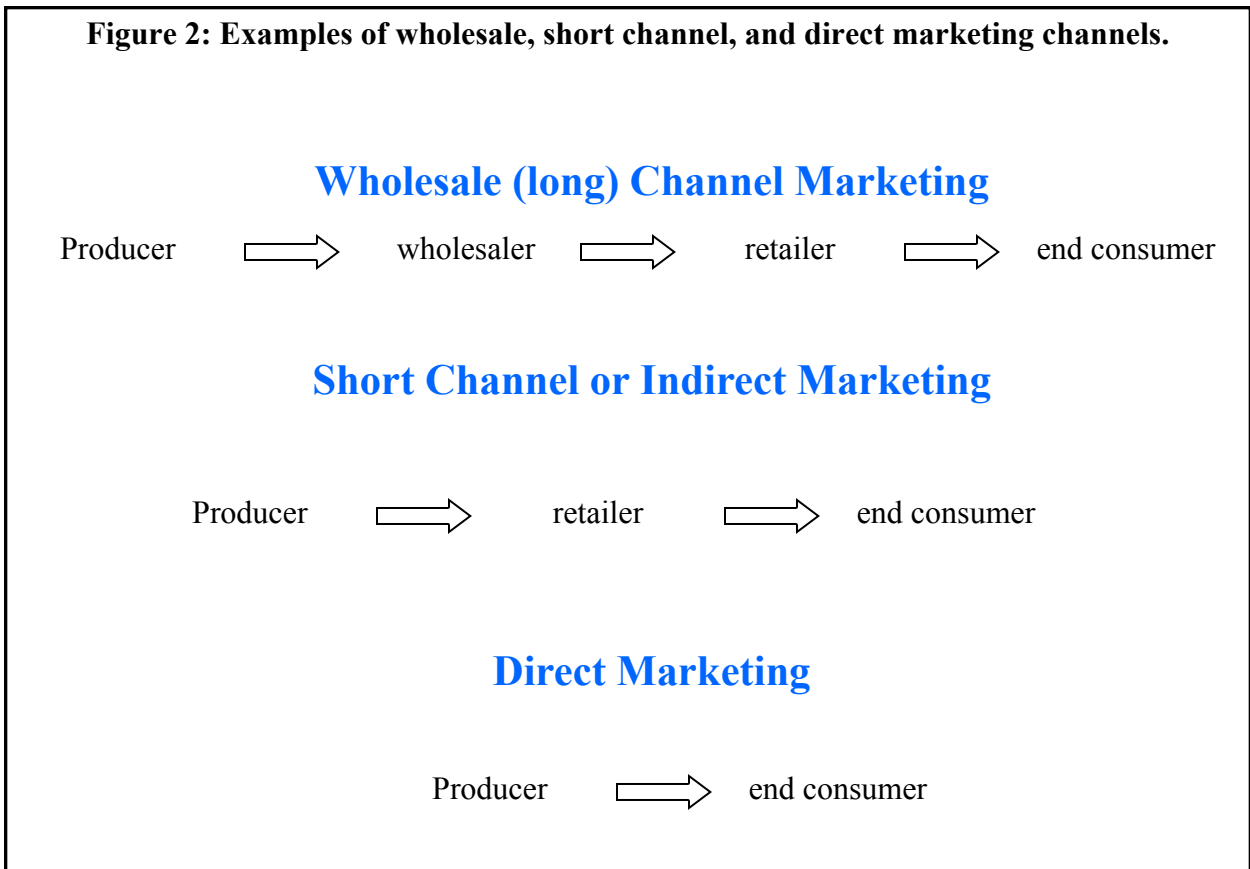 Figure 2: Examples of wholesale, short channel, and direct marketing channels.
Wholesale (long) Channel Marketing
Producer wholesaler retailer end consumer
Short Channel or Indirect Marketing
Producer retailer end consumer
Direct Marketing
Producer end consumer